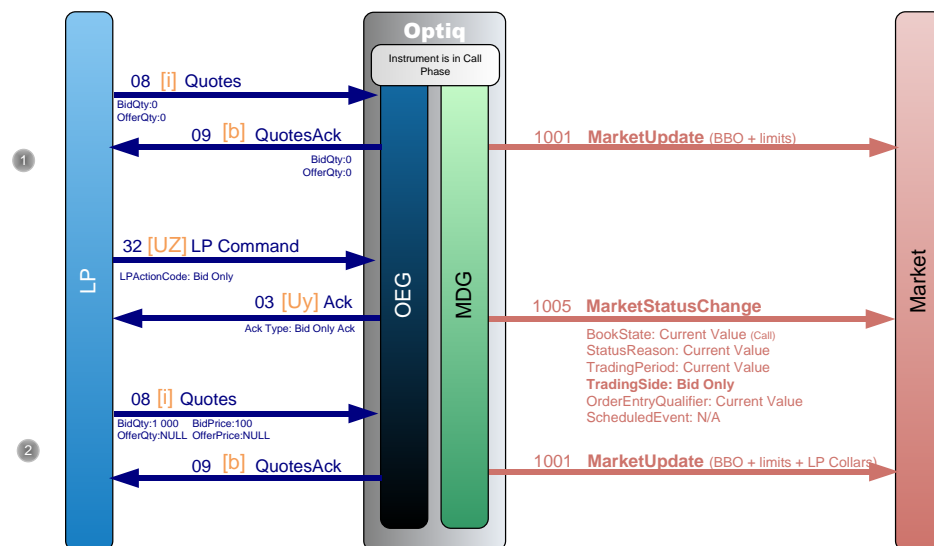 Optiq
Instrument is in Call
Phase
08 [i] Quotes
BidQty:0
OfferQty:0
09 [b] QuotesAck
BidQty:0
OfferQty:0
1001 MarketUpdate (BBO + limits)
1
32 [UZ] LP Command
LPActionCode: Bid Only
LP
OEG
MDG
Market
03 [Uy] Ack
Ack Type: Bid Only Ack
1005 MarketStatusChange
BookState: Current Value (Call)
StatusReason: Current Value
TradingPeriod: Current Value
TradingSide: Bid Only
OrderEntryQualifier: Current Value
ScheduledEvent: N/A
08 [i] Quotes
BidQty:1 000 BidPrice:100
OfferQty:NULL OfferPrice:NULL
2
09 [b] QuotesAck
1001 MarketUpdate (BBO + limits + LP Collars)